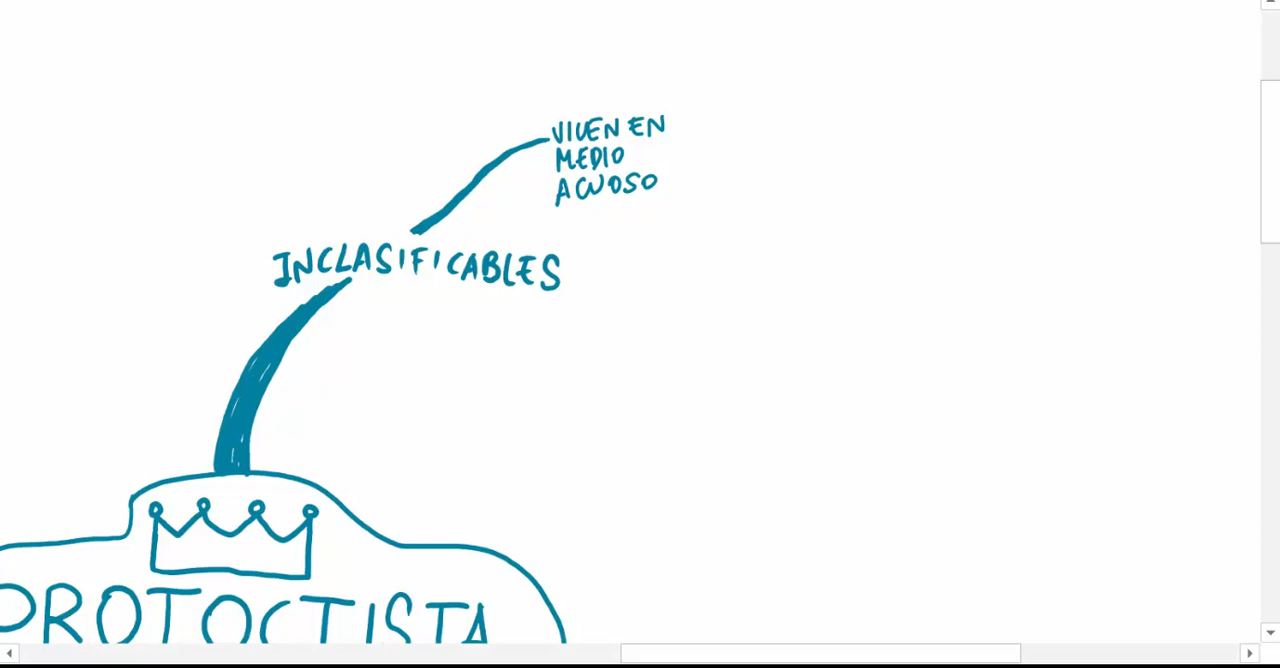 VIVEN EN
MEDIO
ACUOSO
INCLASIFICABLES
PROTOCTISTA